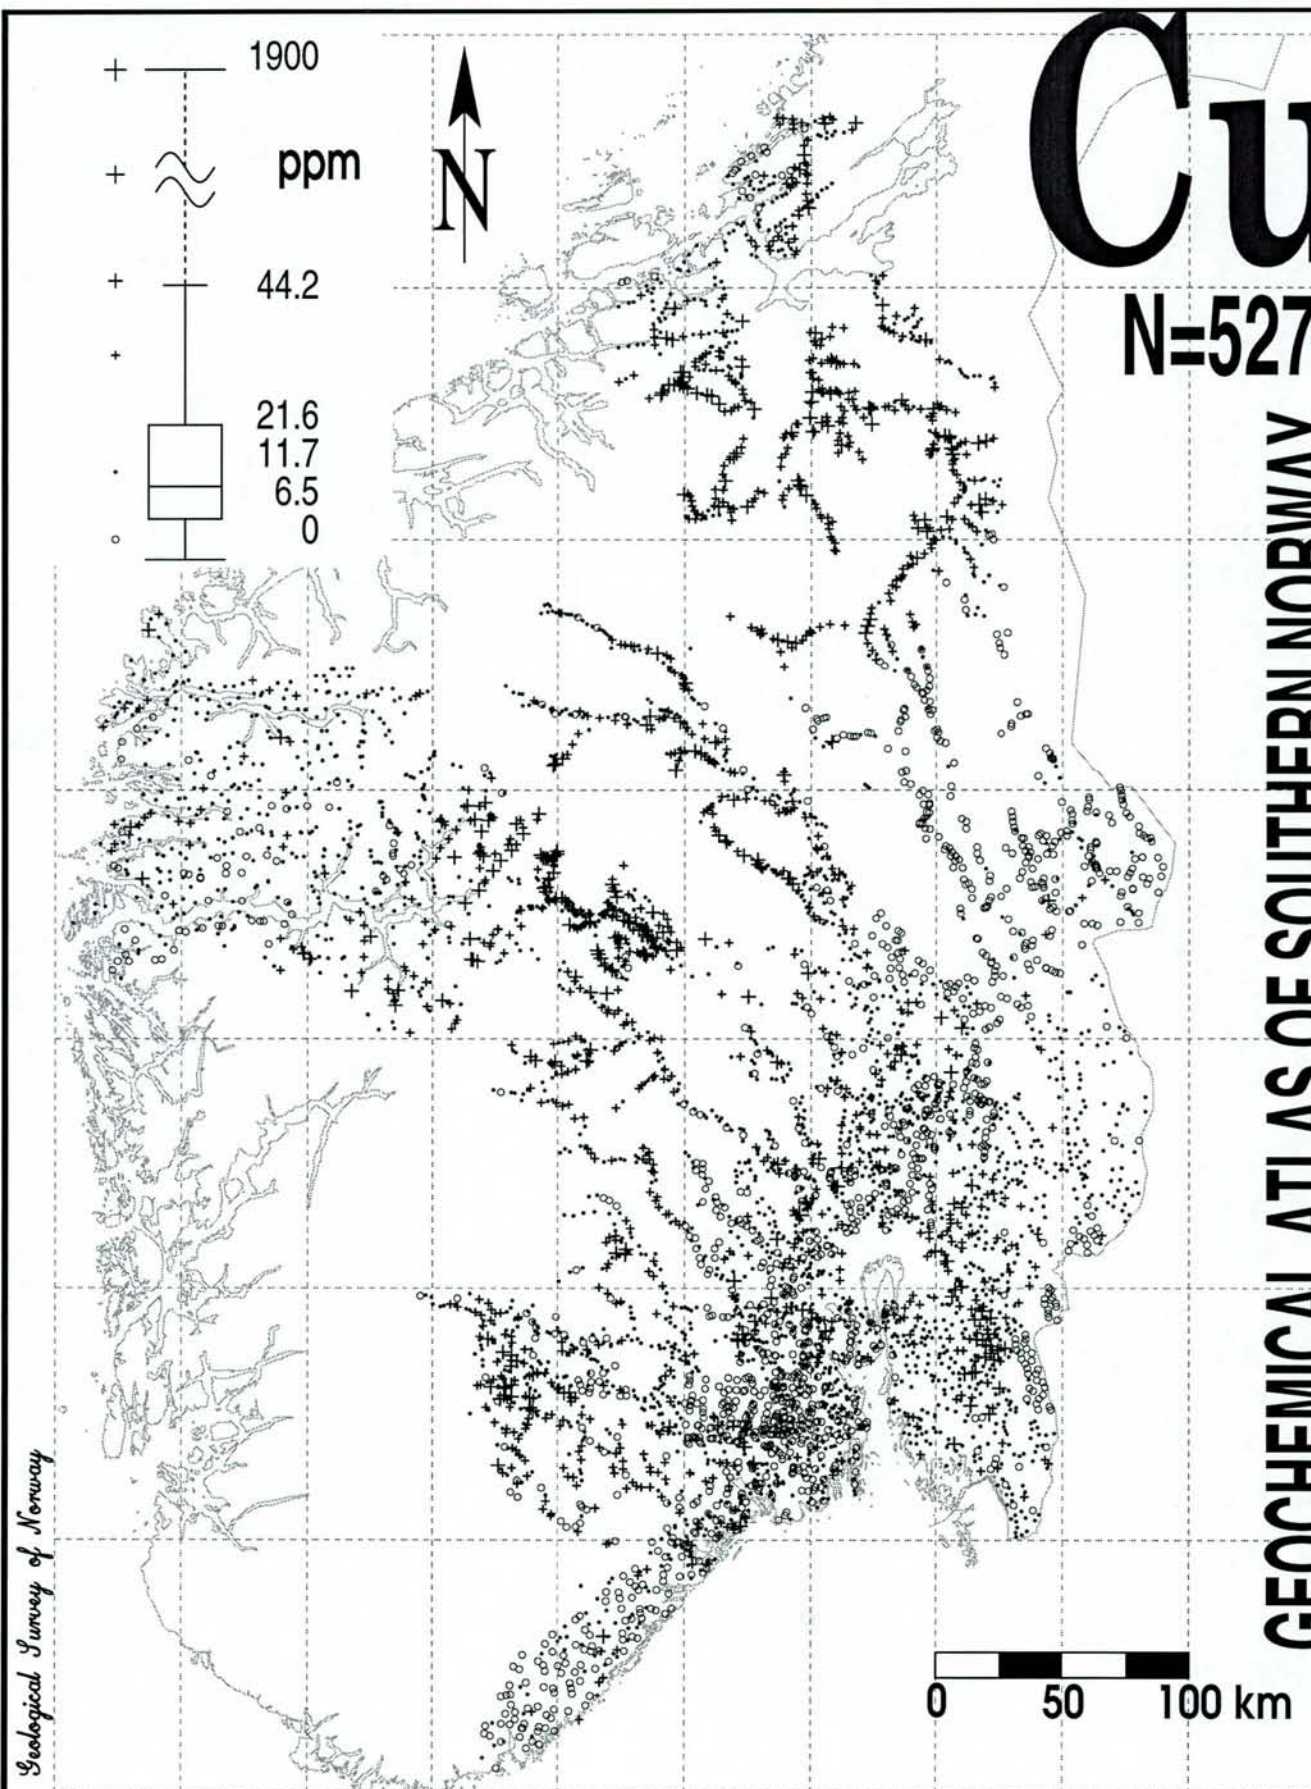 1900
ppm
44.2
21.6
11.7
6.5
0
N
Cu
N=527
GEOCHEMICAL ATLAS OF SOUTHERN NORWAY
Geological Survey of Norway
0 50 100 km